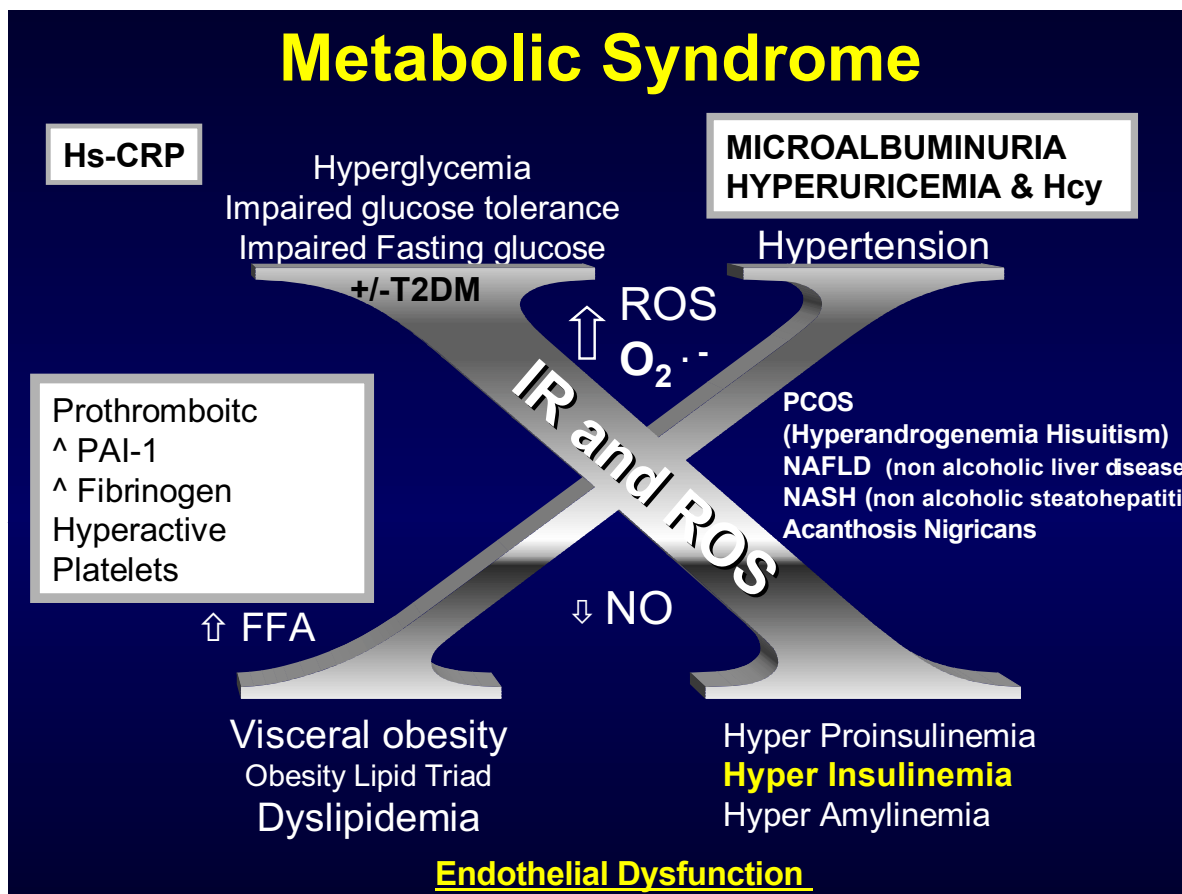 Metabolic Syndrome
Hs-CRP
Hyperglycemia
Impaired glucose tolerance
Impaired Fasting glucose
+/-T2DM
MICROALBUMINURIA
HYPERURICEMIA & Hcy
Hypertension
⇧ ROS
O₂ · -
IR and ROS
Prothromboitc
^ PAI-1
^ Fibrinogen
Hyperactive
Platelets
PCOS
(Hyperandrogenemia Hisuitism)
NAFLD (non alcoholic liver disease
NASH (non alcoholic steatohepatiti
Acanthosis Nigricans
⇧ FFA
⇩ NO
Visceral obesity
Obesity Lipid Triad
Dyslipidemia
Hyper Proinsulinemia
Hyper Insulinemia
Hyper Amylinemia
Endothelial Dysfunction